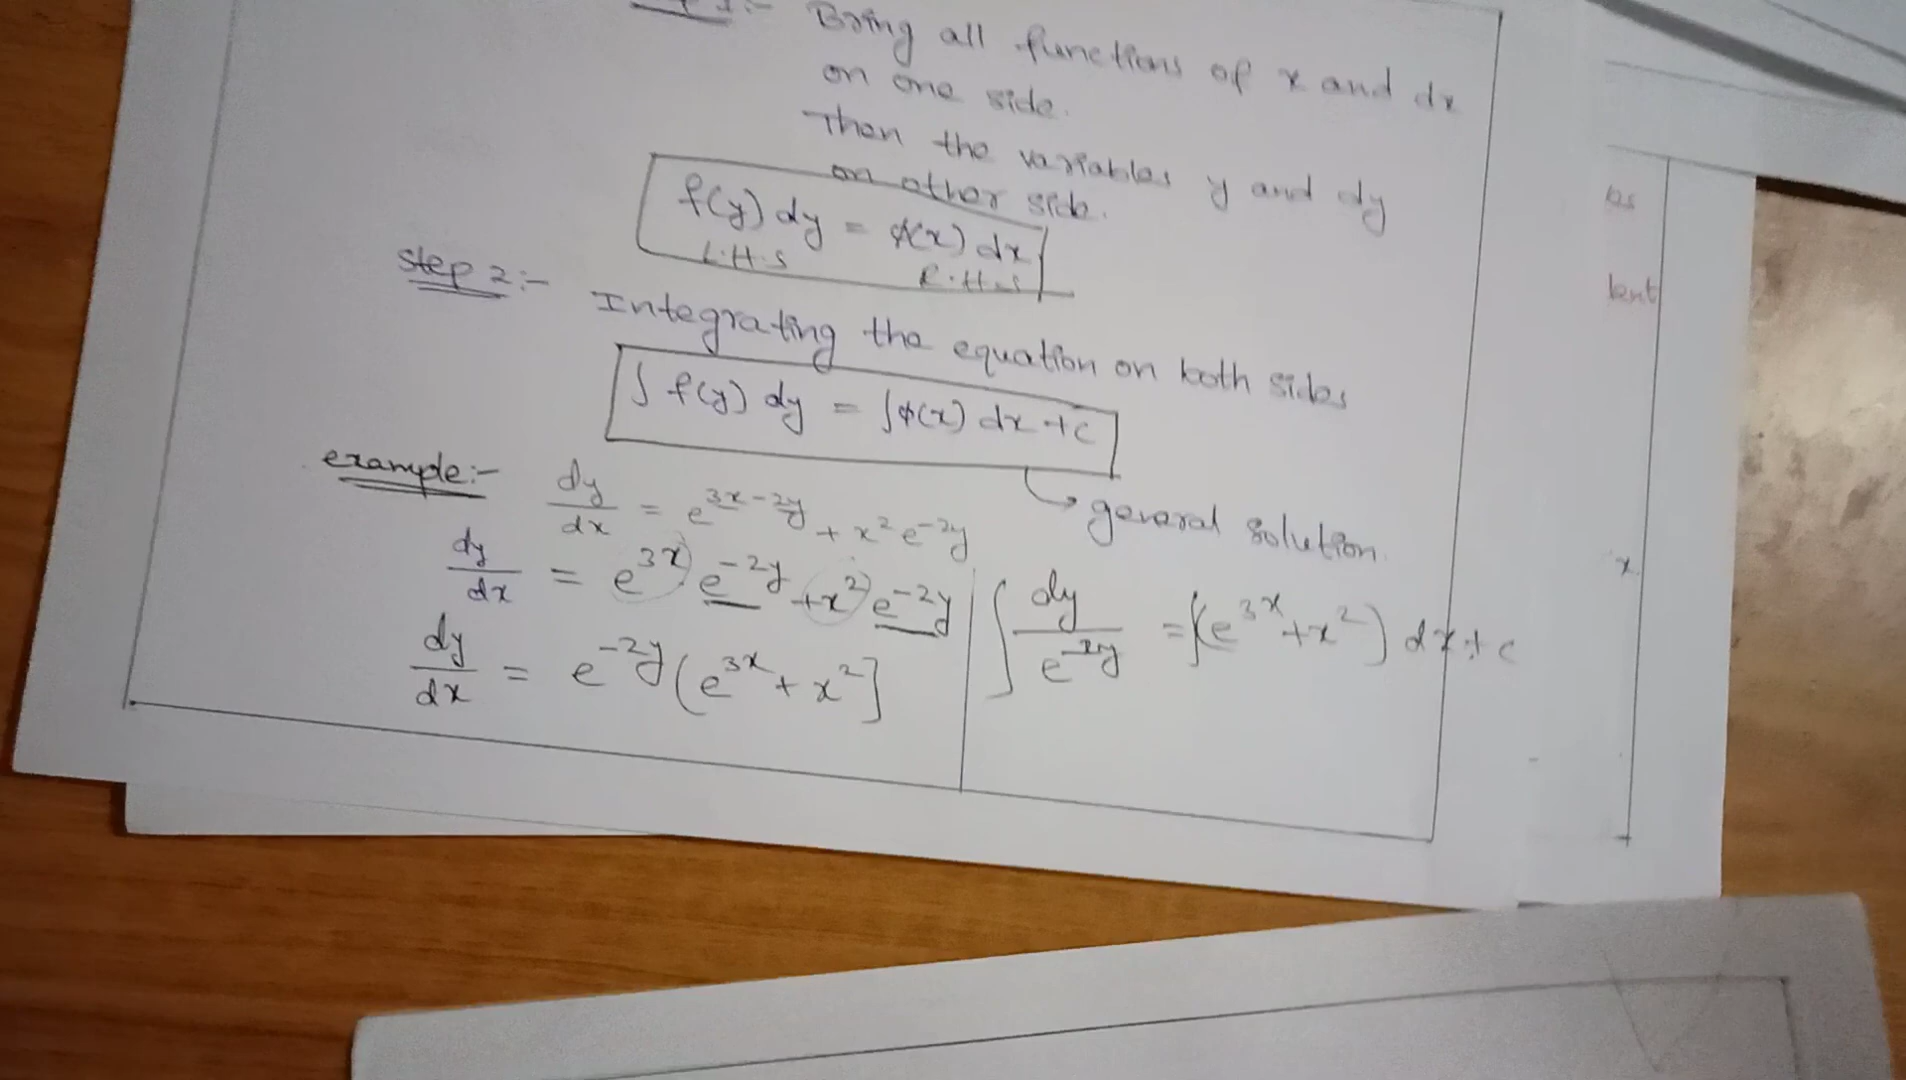 1:- Bring all functions of x and dx
on one side.
Then the variables y and dy
on other side.
f(y) dy = ϕ(x) dx
L.H.S R.H.S
step 2:- Integrating the equation on both sides
∫ f(y) dy = ∫ϕ(x) dx + c
→ general solution.
example:- dy/dx = e^{3x-2y} + x² e^{-2y}
dy/dx = e^{3x} e^{-2y} + x² e^{-2y}
dy/dx = e^{-2y} (e^{3x} + x²]
∫ dy/e^{-2y} = ∫(e^{3x} + x²) dx + c
x.